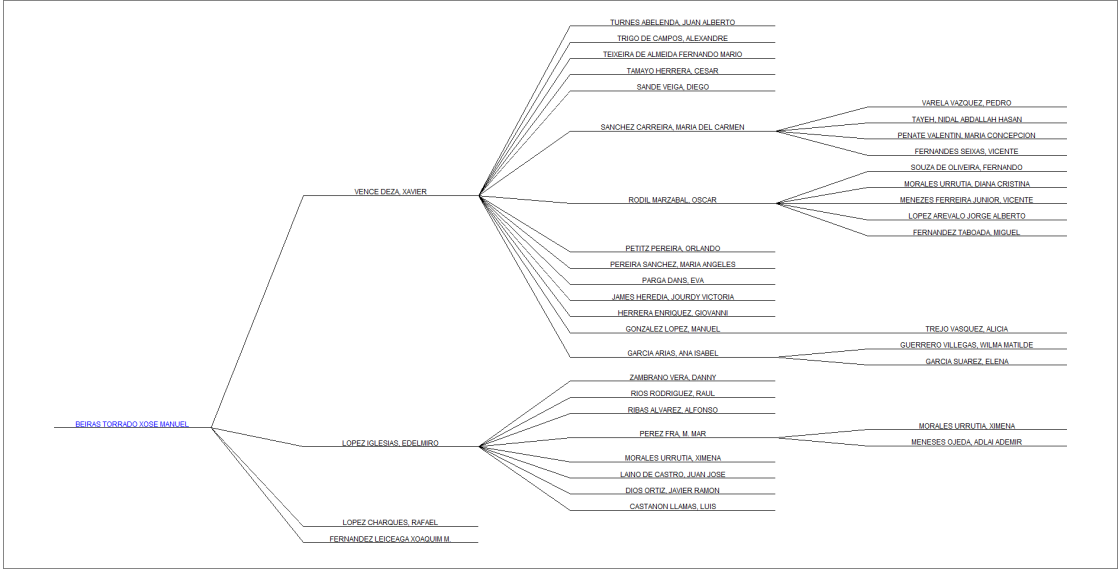 TURNES ABELENDA, JUAN ALBERTO
TRIGO DE CAMPOS, ALEXANDRE
TEIXEIRA DE ALMEIDA FERNANDO MARIO
TAMAYO HERRERA, CESAR
SANDE VEIGA, DIEGO
VARELA VAZQUEZ, PEDRO
TAYEH, NIDAL ABDALLAH HASAN
SANCHEZ CARREIRA, MARIA DEL CARMEN
PENATE VALENTIN, MARIA CONCEPCION
FERNANDES SEIXAS, VICENTE
SOUZA DE OLIVEIRA, FERNANDO
MORALES URRUTIA, DIANA CRISTINA
VENCE DEZA, XAVIER
RODIL MARZABAL, OSCAR
MENEZES FERREIRA JUNIOR, VICENTE
LOPEZ AREVALO JORGE ALBERTO
FERNANDEZ TABOADA, MIGUEL
PETITZ PEREIRA, ORLANDO
PEREIRA SANCHEZ, MARIA ANGELES
PARGA DANS, EVA
JAMES HEREDIA, JOURDY VICTORIA
HERRERA ENRIQUEZ, GIOVANNI
GONZALEZ LOPEZ, MANUEL
TREJO VASQUEZ, ALICIA
GUERRERO VILLEGAS, WILMA MATILDE
GARCIA ARIAS, ANA ISABEL
GARCIA SUAREZ, ELENA
ZAMBRANO VERA, DANNY
RIOS RODRIGUEZ, RAUL
RIBAS ALVAREZ, ALFONSO
BEIRAS TORRADO XOSE MANUEL
MORALES URRUTIA, XIMENA
PEREZ FRA, M. MAR
LOPEZ IGLESIAS, EDELMIRO
MENESES OJEDA, ADLAI ADEMIR
MORALES URRUTIA, XIMENA
LAINO DE CASTRO, JUAN JOSE
DIOS ORTIZ, JAVIER RAMON
CASTANON LLAMAS, LUIS
LOPEZ CHARQUES, RAFAEL
FERNANDEZ LEICEAGA XOAQUIM M.